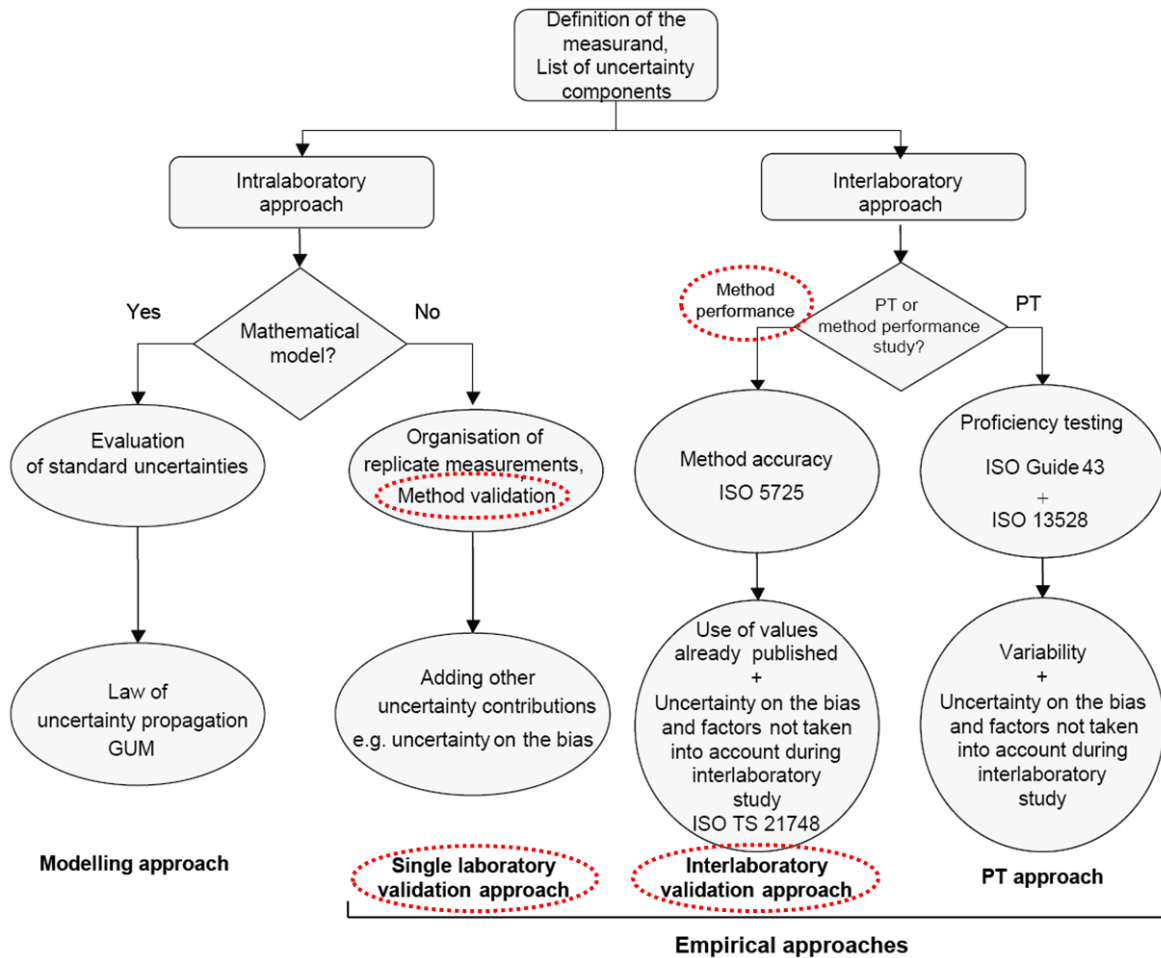 Definition of the
measurand,
List of uncertainty
components
Intralaboratory
approach
Interlaboratory
approach
Yes
Mathematical
model?
No
Method
performance
PT or
method performance
study?
PT
Evaluation
of standard uncertainties
Organisation of
replicate measurements,
Method validation
Method accuracy
ISO 5725
Proficiency testing
ISO Guide 43
+
ISO 13528
Law of
uncertainty propagation
GUM
Adding other
uncertainty contributions
e.g. uncertainty on the bias
Use of values
already published
+
Uncertainty on the bias
and factors not taken
into account during
interlaboratory
study
ISO TS 21748
Variability
+
Uncertainty on the bias
and factors not taken
into account during
interlaboratory
study
Modelling approach
Single laboratory
validation approach
Interlaboratory
validation approach
PT approach
Empirical approaches